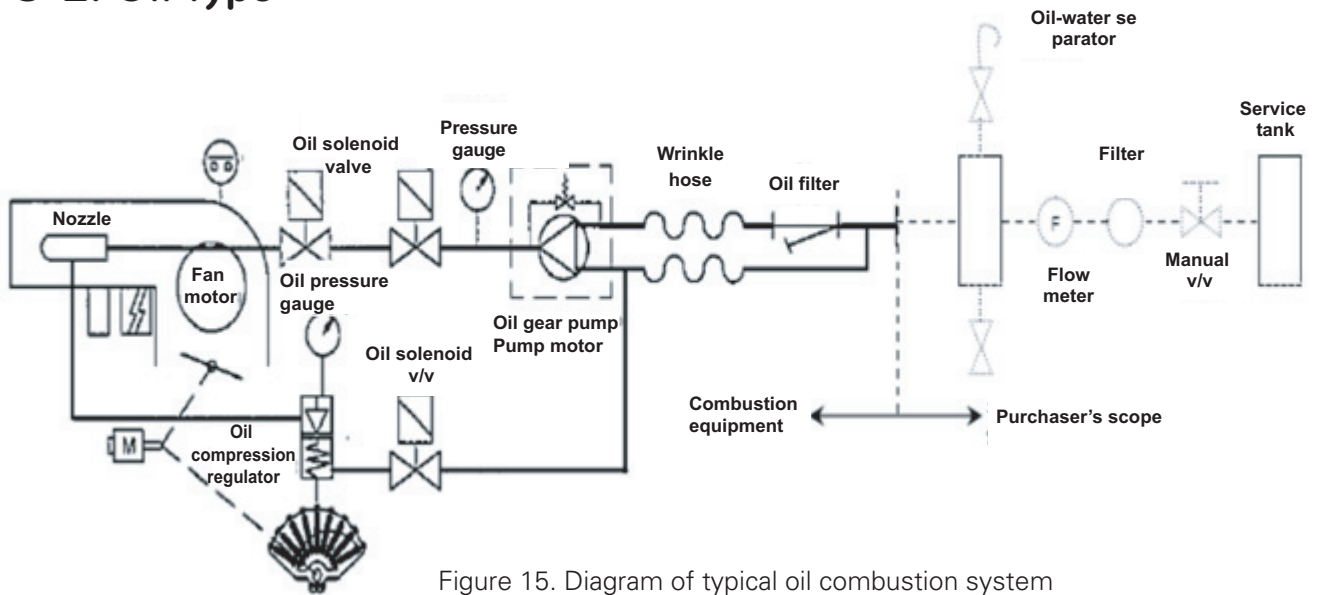 Oil Type
Oil-water se
parator
Service
tank
Filter
Pressure
gauge
Oil solenoid
valve
Wrinkle
hose
Oil filter
Nozzle
Fan
motor
F
Flow
meter
Manual
v/v
Oil pressure
gauge
Oil gear pump
Pump motor
Oil solenoid
v/v
Combustion
equipment
Purchaser's scope
M
Oil
compression
regulator
Figure 15. Diagram of typical oil combustion system